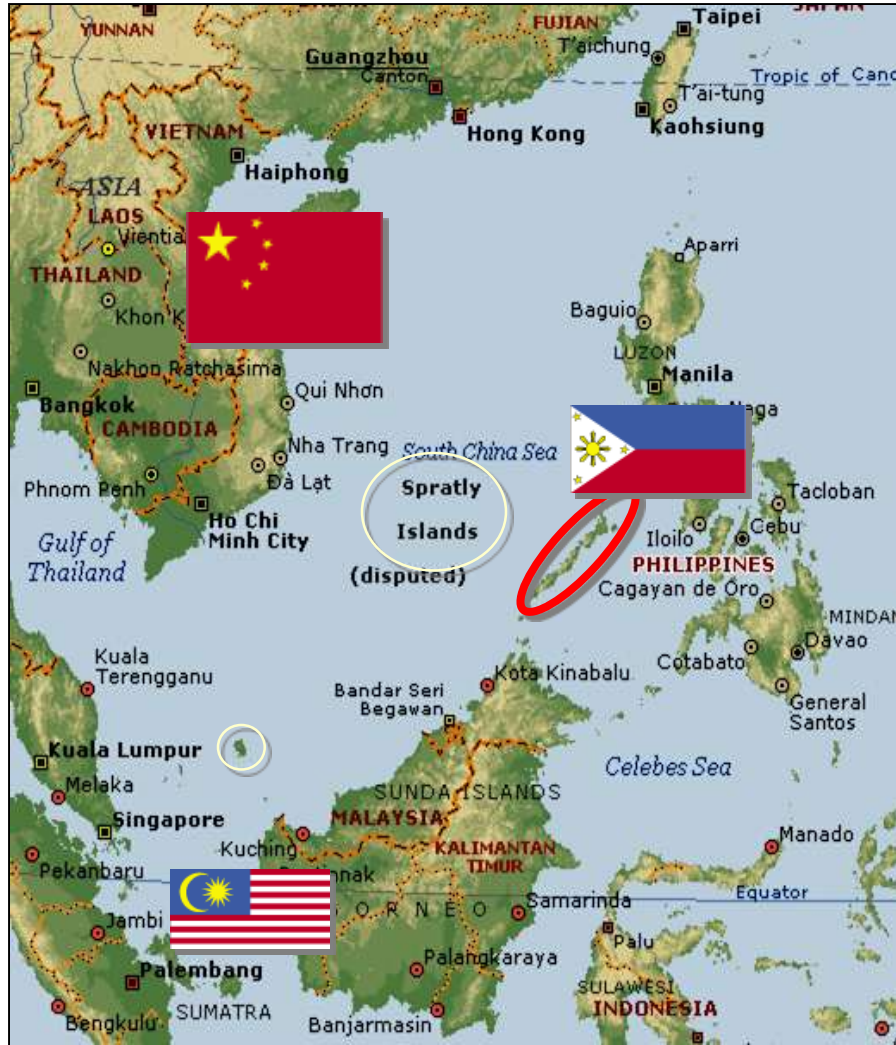 YUNNAN
FUJIAN
Taipei
T'aichung
Guangzhou
Canton
Tropic of Canc
T'ai-tung
Kaohsiung
Hong Kong
VIETNAM
Haiphong
ASIA
LAOS
Vientia
THAILAND
Khon K
Aparri
Baguio
LUZON
Nakhon Ratchasima
Manila
Bangkok
Qui Nhơn
Naga
CAMBODIA
Nha Trang
South China Sea
Đà Lạt
Phnom Penh
Spratly
Islands
(disputed)
Tacloban
Ho Chi
Minh City
Iloilo
Cebu
Gulf of
Thailand
PHILIPPINES
Cagayan de Oro
MINDAN
Davao
Cotabato
Kuala
Terengganu
Kota Kinabalu
Bandar Seri
Begawan
General
Santos
Kuala Lumpur
Celebes Sea
Melaka
SUNDA ISLANDS
Singapore
MALAYSIA
Kuching
KALIMANTAN
TIMUR
Manado
Pekanbaru
Equator
Samarinda
ORNEO
Jambi
Palu
Palembang
Palangkaraya
SULAWESI
SUMATRA
INDONESIA
Bengkulu
Banjarmasin